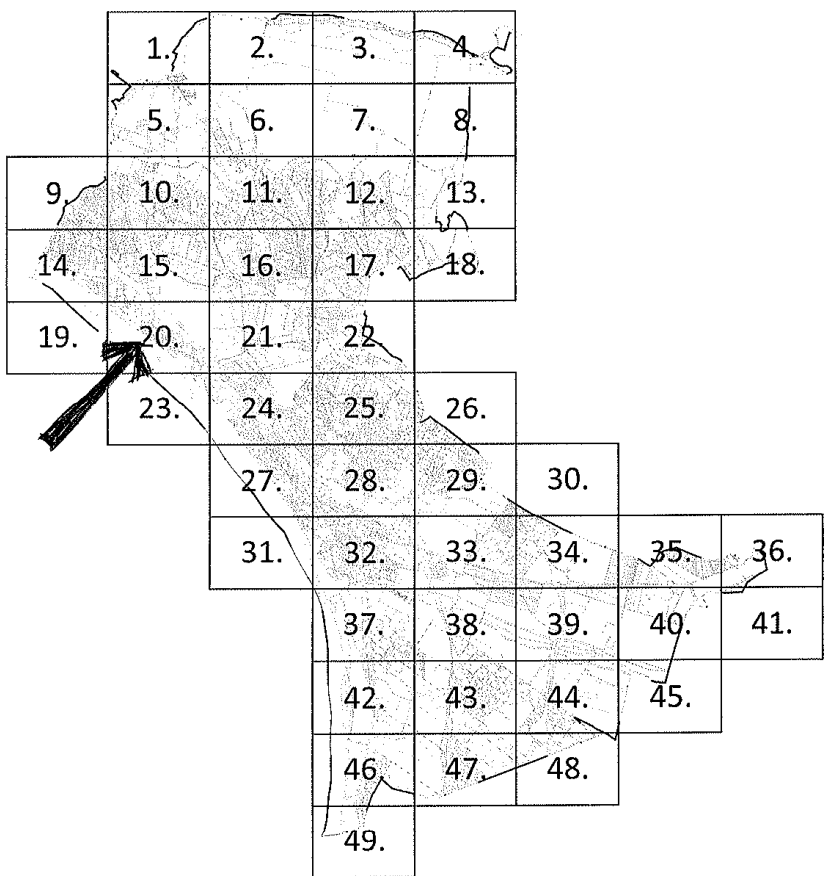 1. 2. 3. 4.
5. 6. 7. 8.
9. 10. 11. 12. 13.
14. 15. 16. 17. 18.
19. 20. 21. 22.
23. 24. 25. 26.
27. 28. 29. 30.
31. 32. 33. 34. 35. 36.
37. 38. 39. 40. 41.
42. 43. 44. 45.
46. 47. 48.
49.